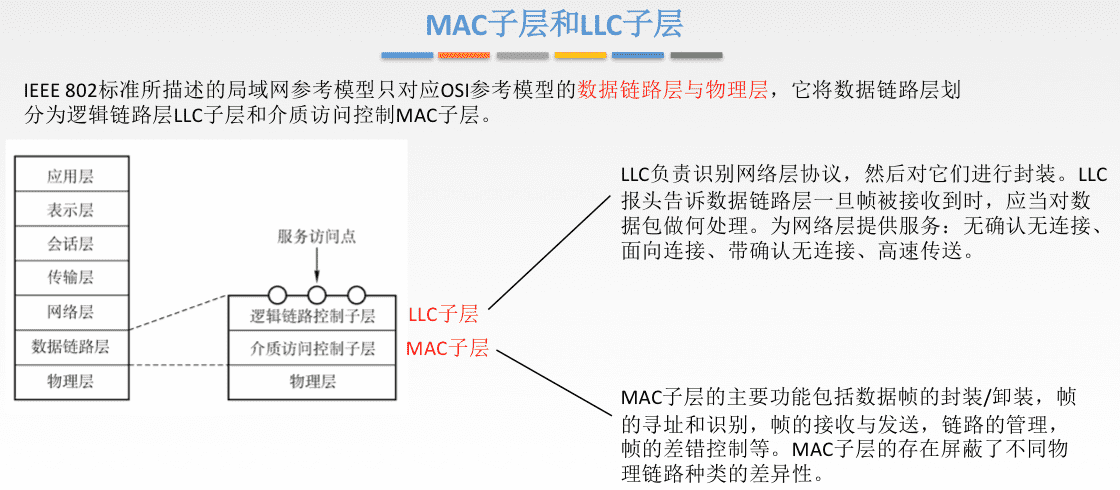 MAC子层和LLC子层
IEEE 802标准所描述的局域网参考模型只对应OSI参考模型的数据链路层与物理层，它将数据链路层划
分为逻辑链路层LLC子层和介质访问控制MAC子层。
应用层
表示层
会话层
传输层
网络层
数据链路层
物理层
服务访问点
逻辑链路控制子层
介质访问控制子层
物理层
LLC子层
MAC子层
LLC负责识别网络层协议，然后对它们进行封装。LLC
报头告诉数据链路层一旦帧被接收到时，应当对数
据包做何处理。为网络层提供服务：无确认无连接、
面向连接、带确认无连接、高速传送。
MAC子层的主要功能包括数据帧的封装/卸装，帧
的寻址和识别，帧的接收与发送，链路的管理，
帧的差错控制等。MAC子层的存在屏蔽了不同物
理链路种类的差异性。